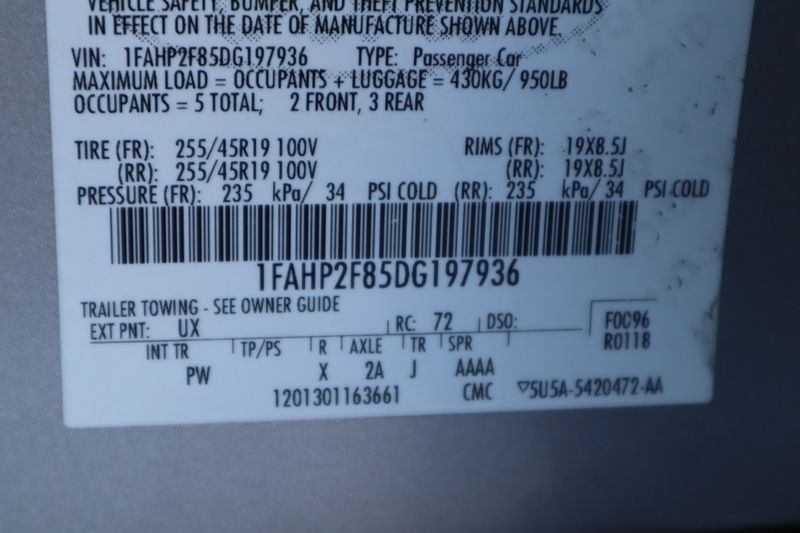 VEHICLE SAFETY, BUMPER, AND THEFT PREVENTION STANDARDS
IN EFFECT ON THE DATE OF MANUFACTURE SHOWN ABOVE.
VIN: 1FAHP2F85DG197936 TYPE: Passenger Car
MAXIMUM LOAD = OCCUPANTS + LUGGAGE = 430KG/ 950LB
OCCUPANTS = 5 TOTAL; 2 FRONT, 3 REAR
TIRE (FR): 255/45R19 100V RIMS (FR): 19X8.5J
(RR): 255/45R19 100V (RR): 19X8.5J
PRESSURE (FR): 235 kPa/ 34 PSI COLD (RR): 235 kPa/ 34 PSI COLD
1FAHP2F85DG197936
TRAILER TOWING - SEE OWNER GUIDE
EXT PNT: UX RC: 72 DSO: F0C96
R0118
INT TR TP/PS R AXLE TR SPR
PW X 2A J AAAA
1201301163661 CMC ▽5U5A-5420472-AA